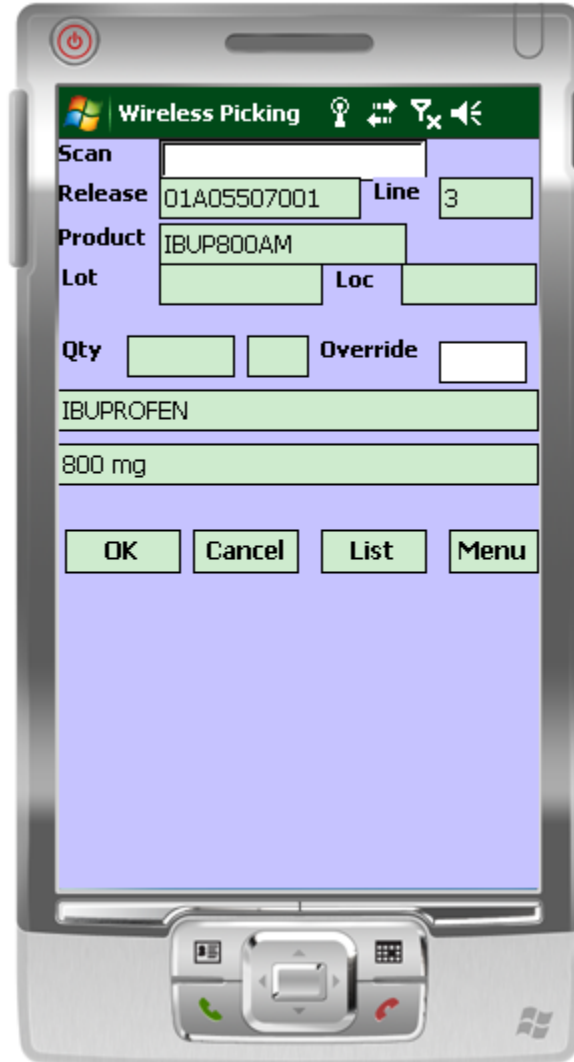 Wireless Picking
Scan
Release 01A05507001 Line 3
Product IBUP800AM
Lot Loc
Qty Override
IBUPROFEN
800 mg
OK Cancel List Menu